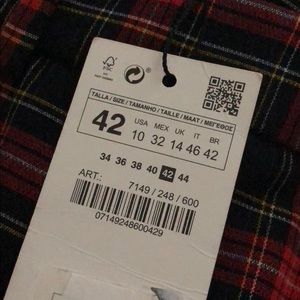 FSC
TALLA / SIZE / TAMANHO / TAILLE / MAAT / ΜΕΓΕΘΟΣ
42 USA MEX UK IT BR
10 32 14 46 42
34 36 38 40 42 44
ART: 7149 / 248 / 600
07149248600429